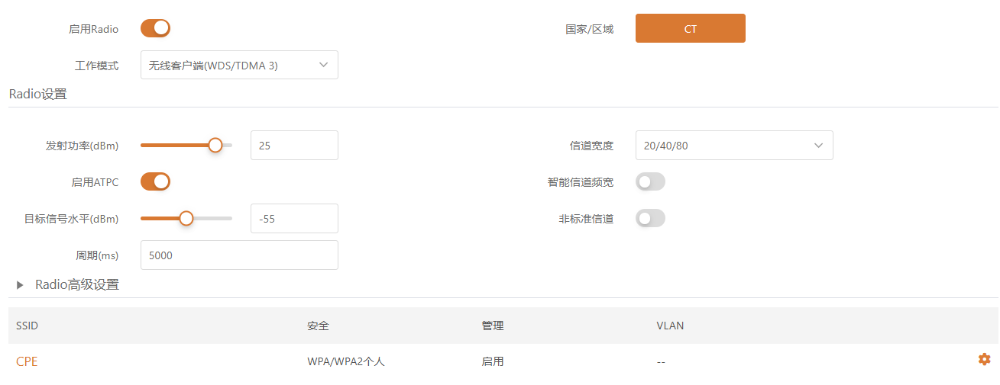 启用Radio
国家/区域
CT
工作模式
无线客户端(WDS/TDMA 3)
Radio设置
发射功率(dBm)
25
信道宽度
20/40/80
启用ATPC
智能信道频宽
目标信号水平(dBm)
-55
非标准信道
周期(ms)
5000
Radio高级设置
SSID
安全
管理
VLAN
CPE
WPA/WPA2个人
启用
--